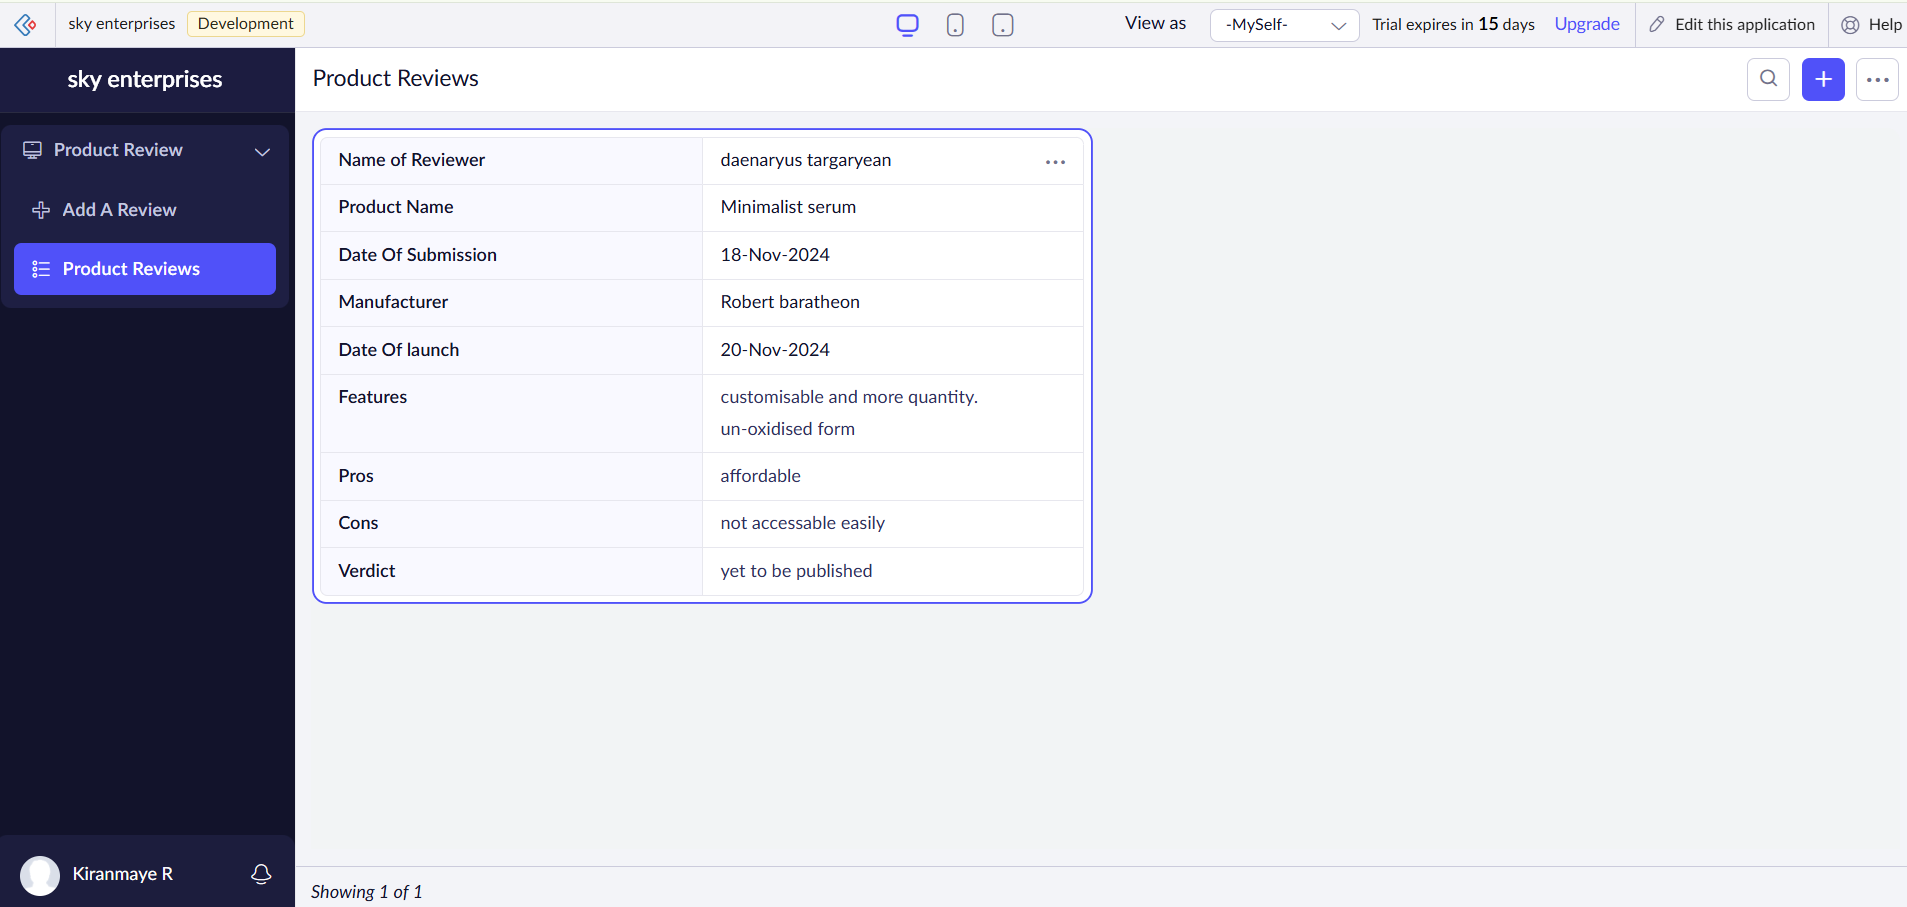 sky enterprises Development View as -MySelf- Trial expires in 15 days Upgrade Edit this application Help
sky enterprises
Product Review
Add A Review
Product Reviews
Kiranmaye R
Product Reviews
Name of Reviewer daenaryus targaryean
Product Name Minimalist serum
Date Of Submission 18-Nov-2024
Manufacturer Robert baratheon
Date Of launch 20-Nov-2024
Features customisable and more quantity.
un-oxidised form
Pros affordable
Cons not accessable easily
Verdict yet to be published
Showing 1 of 1